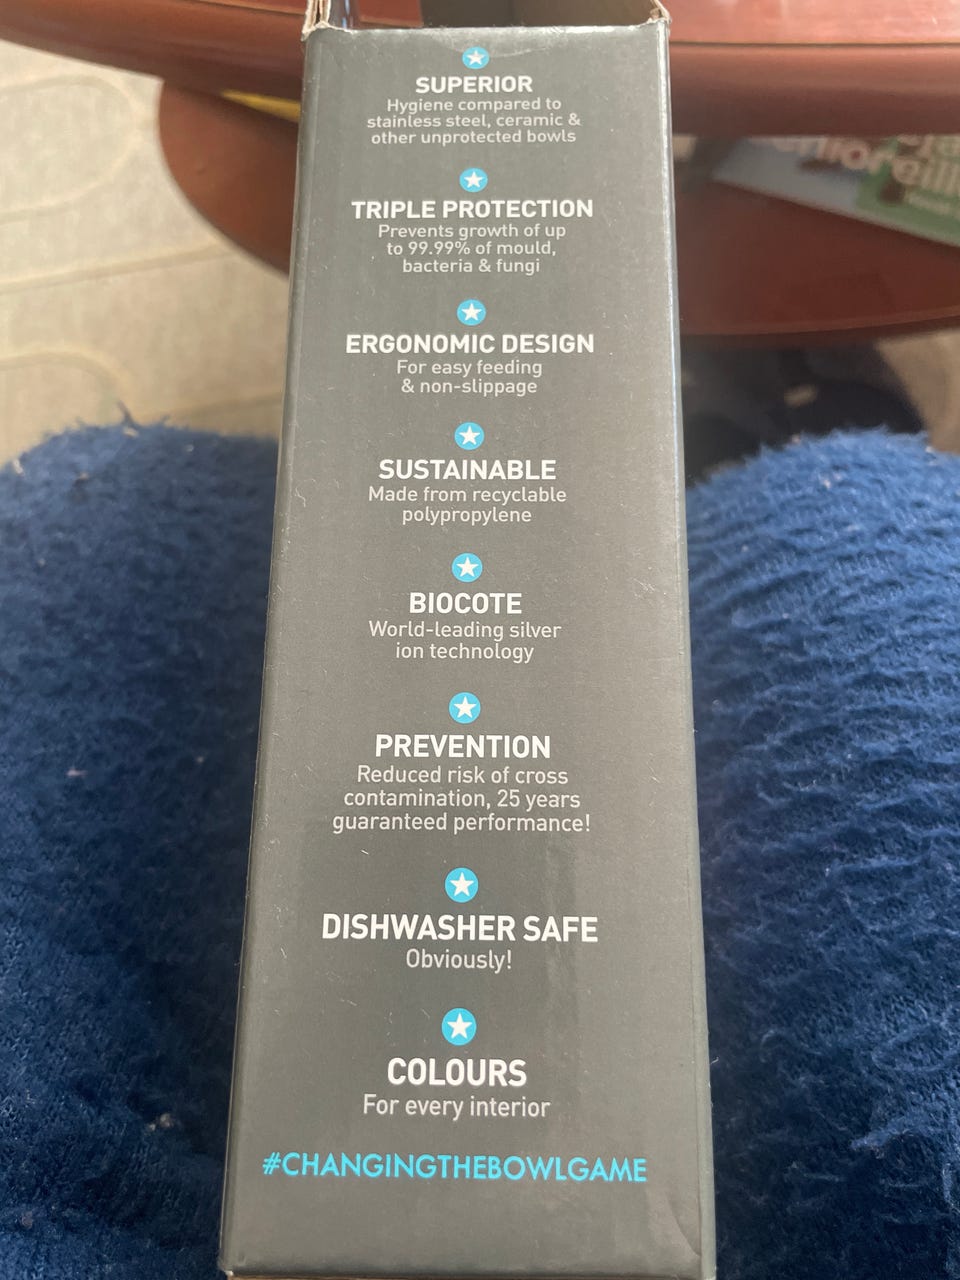 SUPERIOR
Hygiene compared to
stainless steel, ceramic &
other unprotected bowls
TRIPLE PROTECTION
Prevents growth of up
to 99.99% of mould,
bacteria & fungi
ERGONOMIC DESIGN
For easy feeding
& non-slippage
SUSTAINABLE
Made from recyclable
polypropylene
BIOCOTE
World-leading silver
ion technology
PREVENTION
Reduced risk of cross
contamination, 25 years
guaranteed performance!
DISHWASHER SAFE
Obviously!
COLOURS
For every interior
#CHANGINGTHEBOWLGAME